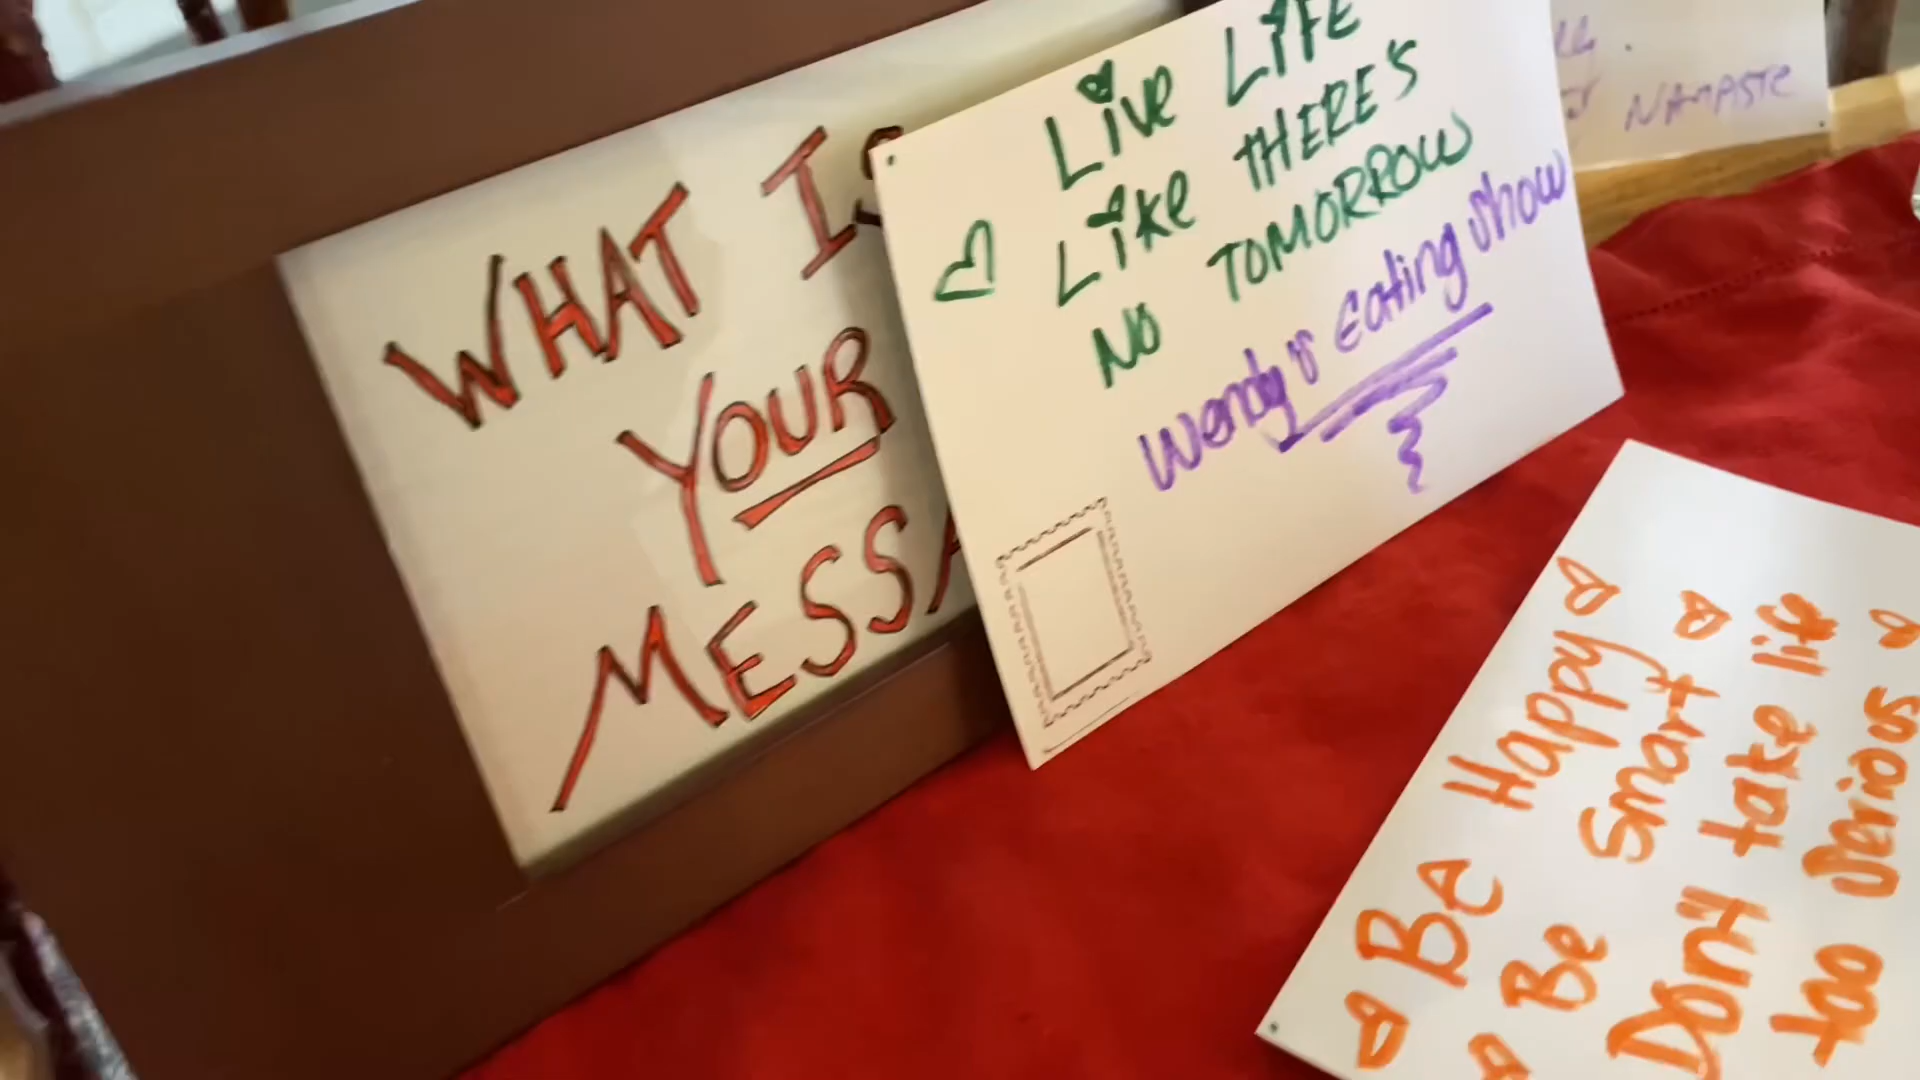 WHAT IS
YOUR
MESSA
LIVE LIFE
LIKE THERE'S
NO TOMORROW
Wendy's Eating Show
NAMASTE
Be Happy
Be Smart
Don't take life
too serious